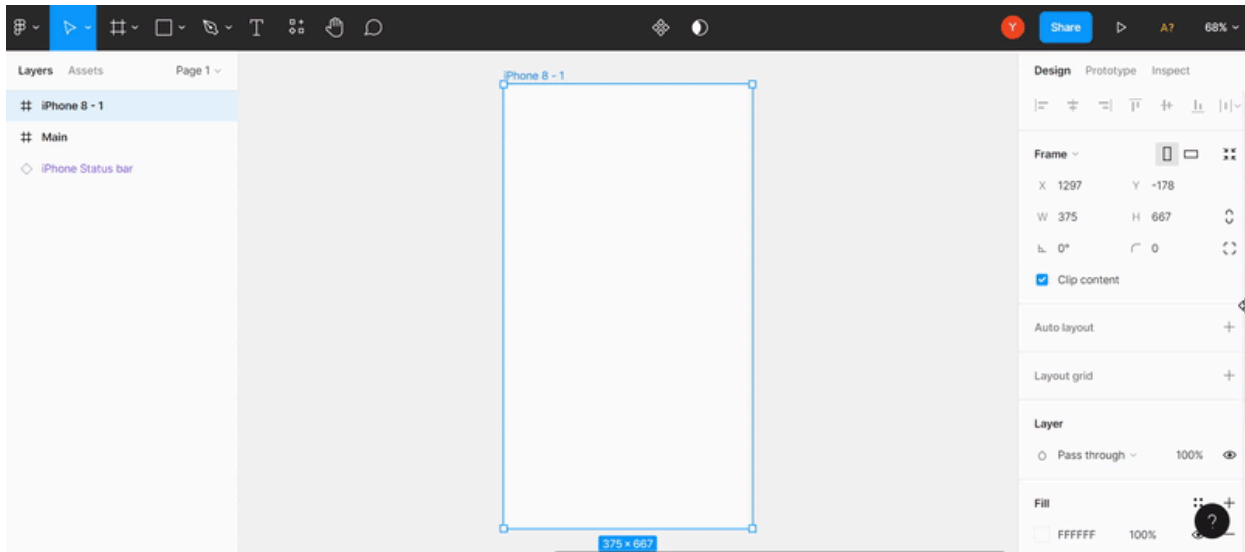 Y Share A? 68%
Layers Assets Page 1
iPhone 8 - 1
Main
iPhone Status bar
iPhone 8 - 1
375 × 667
Design Prototype Inspect
Frame
X 1297 Y -178
W 375 H 667
0° 0
Clip content
Auto layout
Layout grid
Layer
Pass through 100%
Fill
FFFFFF 100%
?